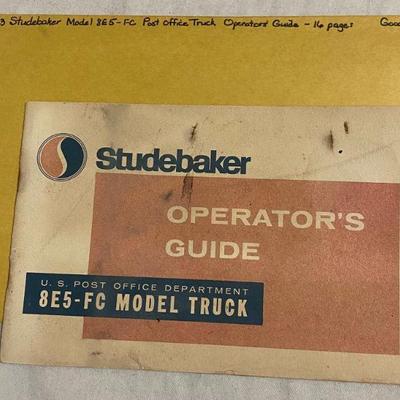 3 Studebaker Model 8E5-FC Post Office Truck Operators' Guide - 16 pages Good
Studebaker
OPERATOR'S
GUIDE
U. S. POST OFFICE DEPARTMENT
8E5-FC MODEL TRUCK